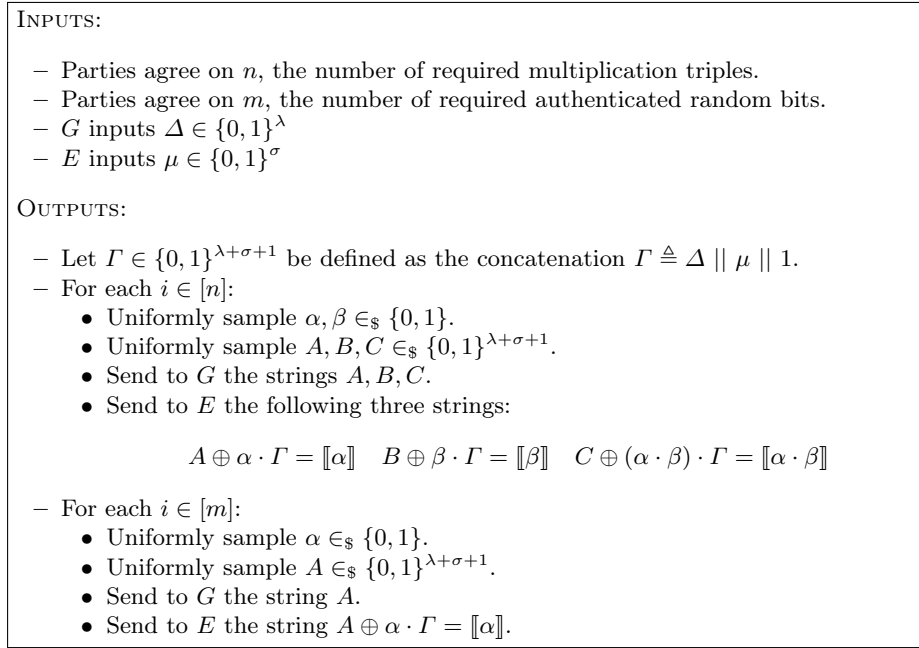 INPUTS:
– Parties agree on n, the number of required multiplication triples.
– Parties agree on m, the number of required authenticated random bits.
– G inputs Δ ∈ {0, 1}^λ
– E inputs μ ∈ {0, 1}^σ
OUTPUTS:
– Let Γ ∈ {0, 1}^{λ+σ+1} be defined as the concatenation Γ ≜ Δ || μ || 1.
– For each i ∈ [n]:
• Uniformly sample α, β ∈_$ {0, 1}.
• Uniformly sample A, B, C ∈_$ {0, 1}^{λ+σ+1}.
• Send to G the strings A, B, C.
• Send to E the following three strings:
A ⊕ α · Γ = ⟦α⟧ B ⊕ β · Γ = ⟦β⟧ C ⊕ (α · β) · Γ = ⟦α · β⟧
– For each i ∈ [m]:
• Uniformly sample α ∈_$ {0, 1}.
• Uniformly sample A ∈_$ {0, 1}^{λ+σ+1}.
• Send to G the string A.
• Send to E the string A ⊕ α · Γ = ⟦α⟧.